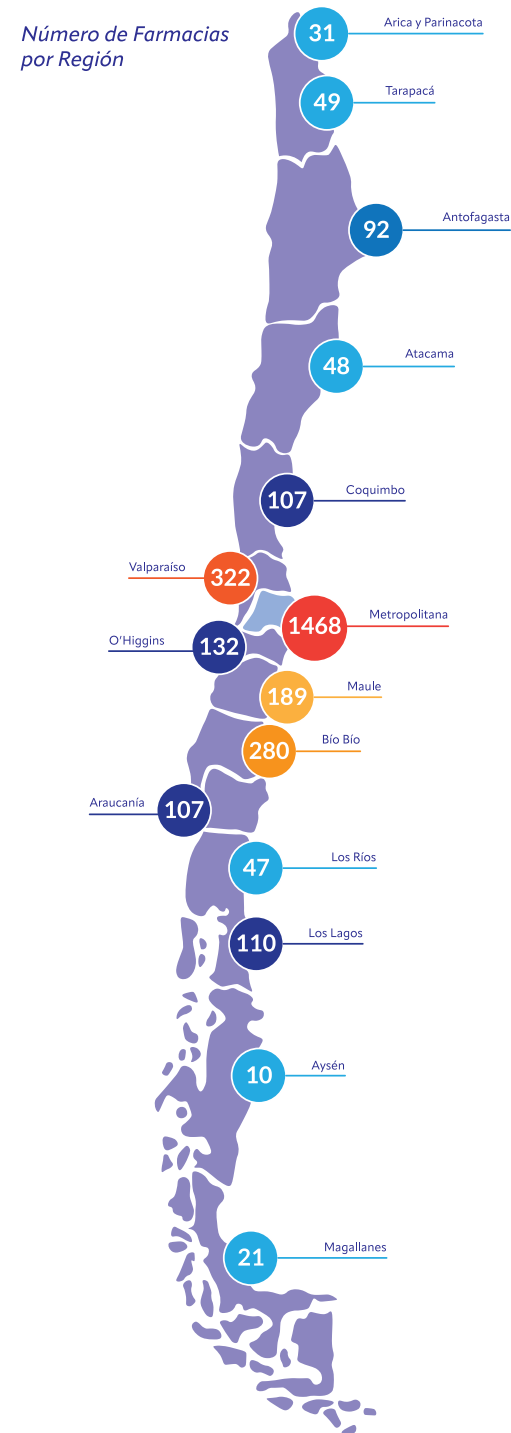 Número de Farmacias
por Región
Arica y Parinacota
31
Tarapacá
49
Antofagasta
92
Atacama
48
Coquimbo
107
Valparaíso
322
Metropolitana
1468
O'Higgins
132
Maule
189
Bío Bío
280
Araucanía
107
Los Ríos
47
Los Lagos
110
Aysén
10
Magallanes
21